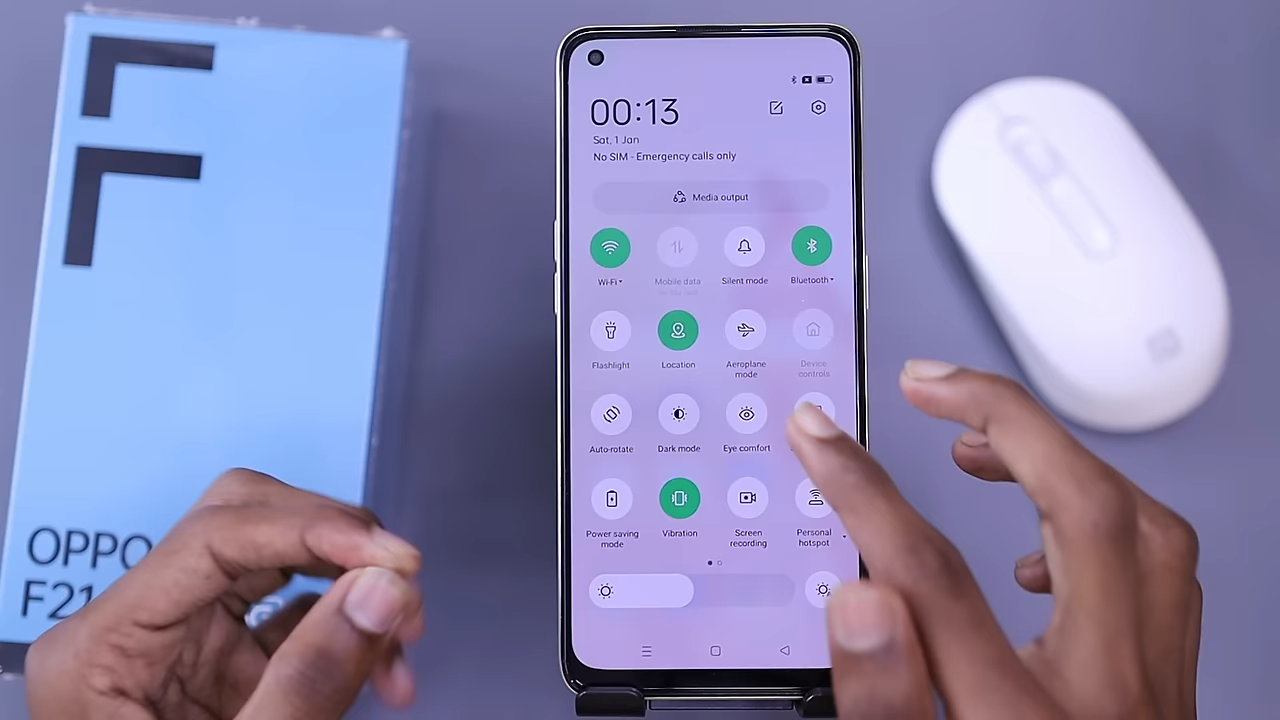 OPPO
F21
00:13
Sat, 1 Jan
No SIM - Emergency calls only
Media output
Wi-Fi
Mobile data
Silent mode
Bluetooth
Flashlight
Location
Aeroplane
mode
Device
controls
Auto-rotate
Dark mode
Eye comfort
Power saving
mode
Vibration
Screen
recording
Personal
hotspot